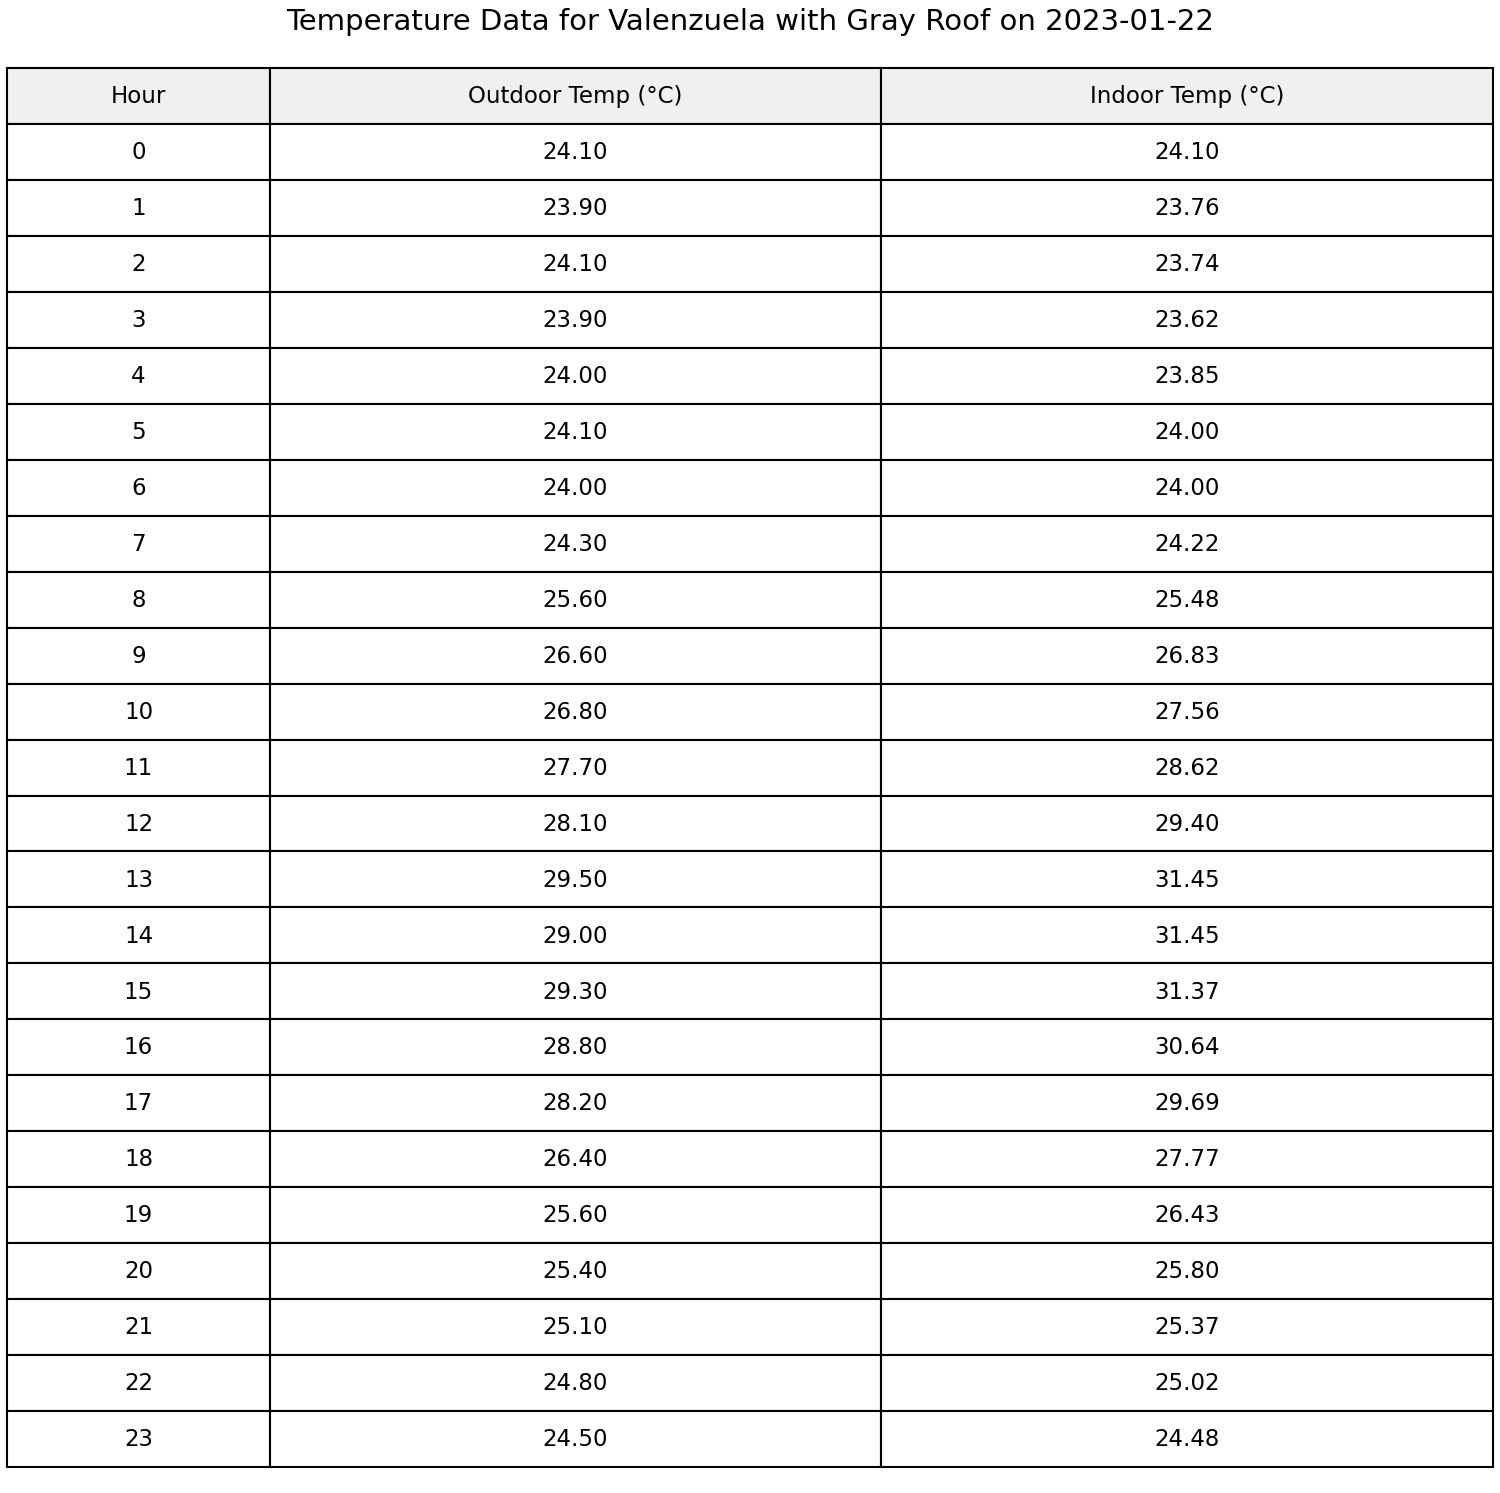 Temperature Data for Valenzuela with Gray Roof on 2023-01-22
Hour Outdoor Temp (°C) Indoor Temp (°C)
0 24.10 24.10
1 23.90 23.76
2 24.10 23.74
3 23.90 23.62
4 24.00 23.85
5 24.10 24.00
6 24.00 24.00
7 24.30 24.22
8 25.60 25.48
9 26.60 26.83
10 26.80 27.56
11 27.70 28.62
12 28.10 29.40
13 29.50 31.45
14 29.00 31.45
15 29.30 31.37
16 28.80 30.64
17 28.20 29.69
18 26.40 27.77
19 25.60 26.43
20 25.40 25.80
21 25.10 25.37
22 24.80 25.02
23 24.50 24.48